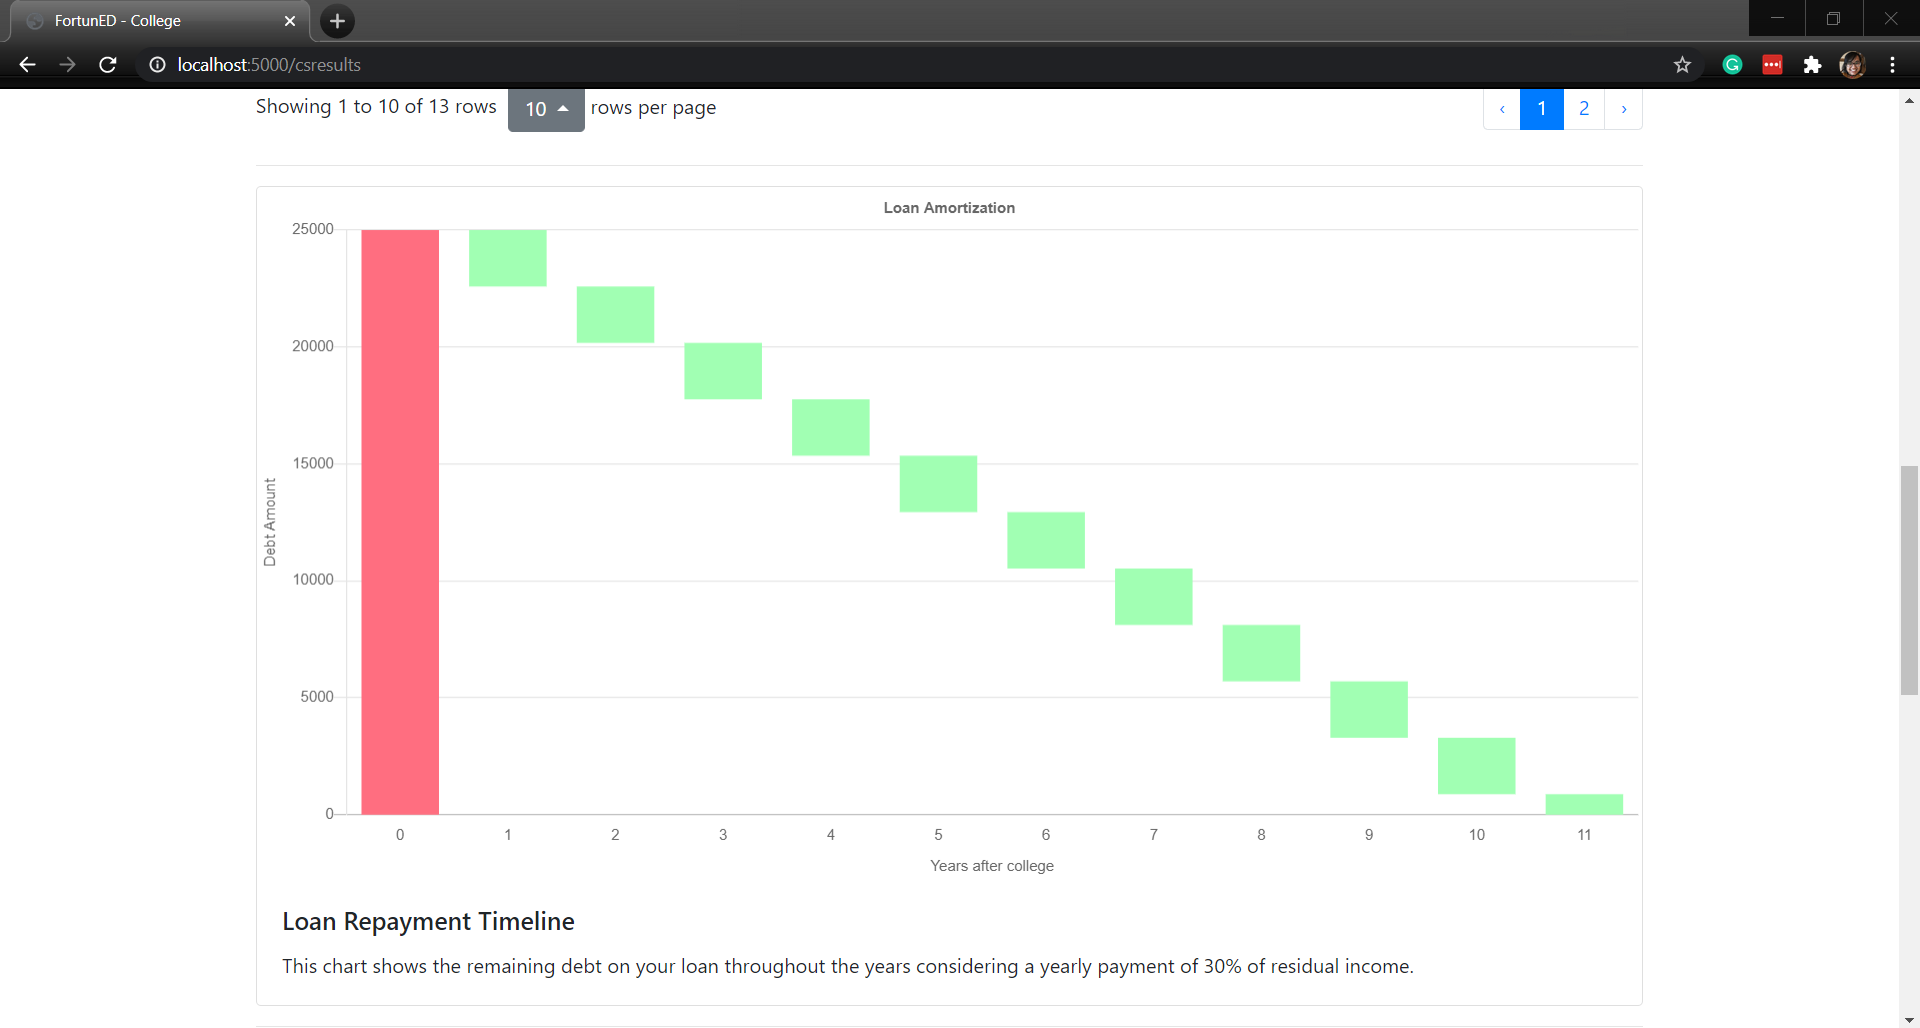 FortunED - College
localhost:5000/csresults
Showing 1 to 10 of 13 rows 10 rows per page ‹ 1 2 ›
Loan Amortization
25000
20000
15000
10000
5000
0
Debt Amount
0 1 2 3 4 5 6 7 8 9 10 11
Years after college
Loan Repayment Timeline
This chart shows the remaining debt on your loan throughout the years considering a yearly payment of 30% of residual income.